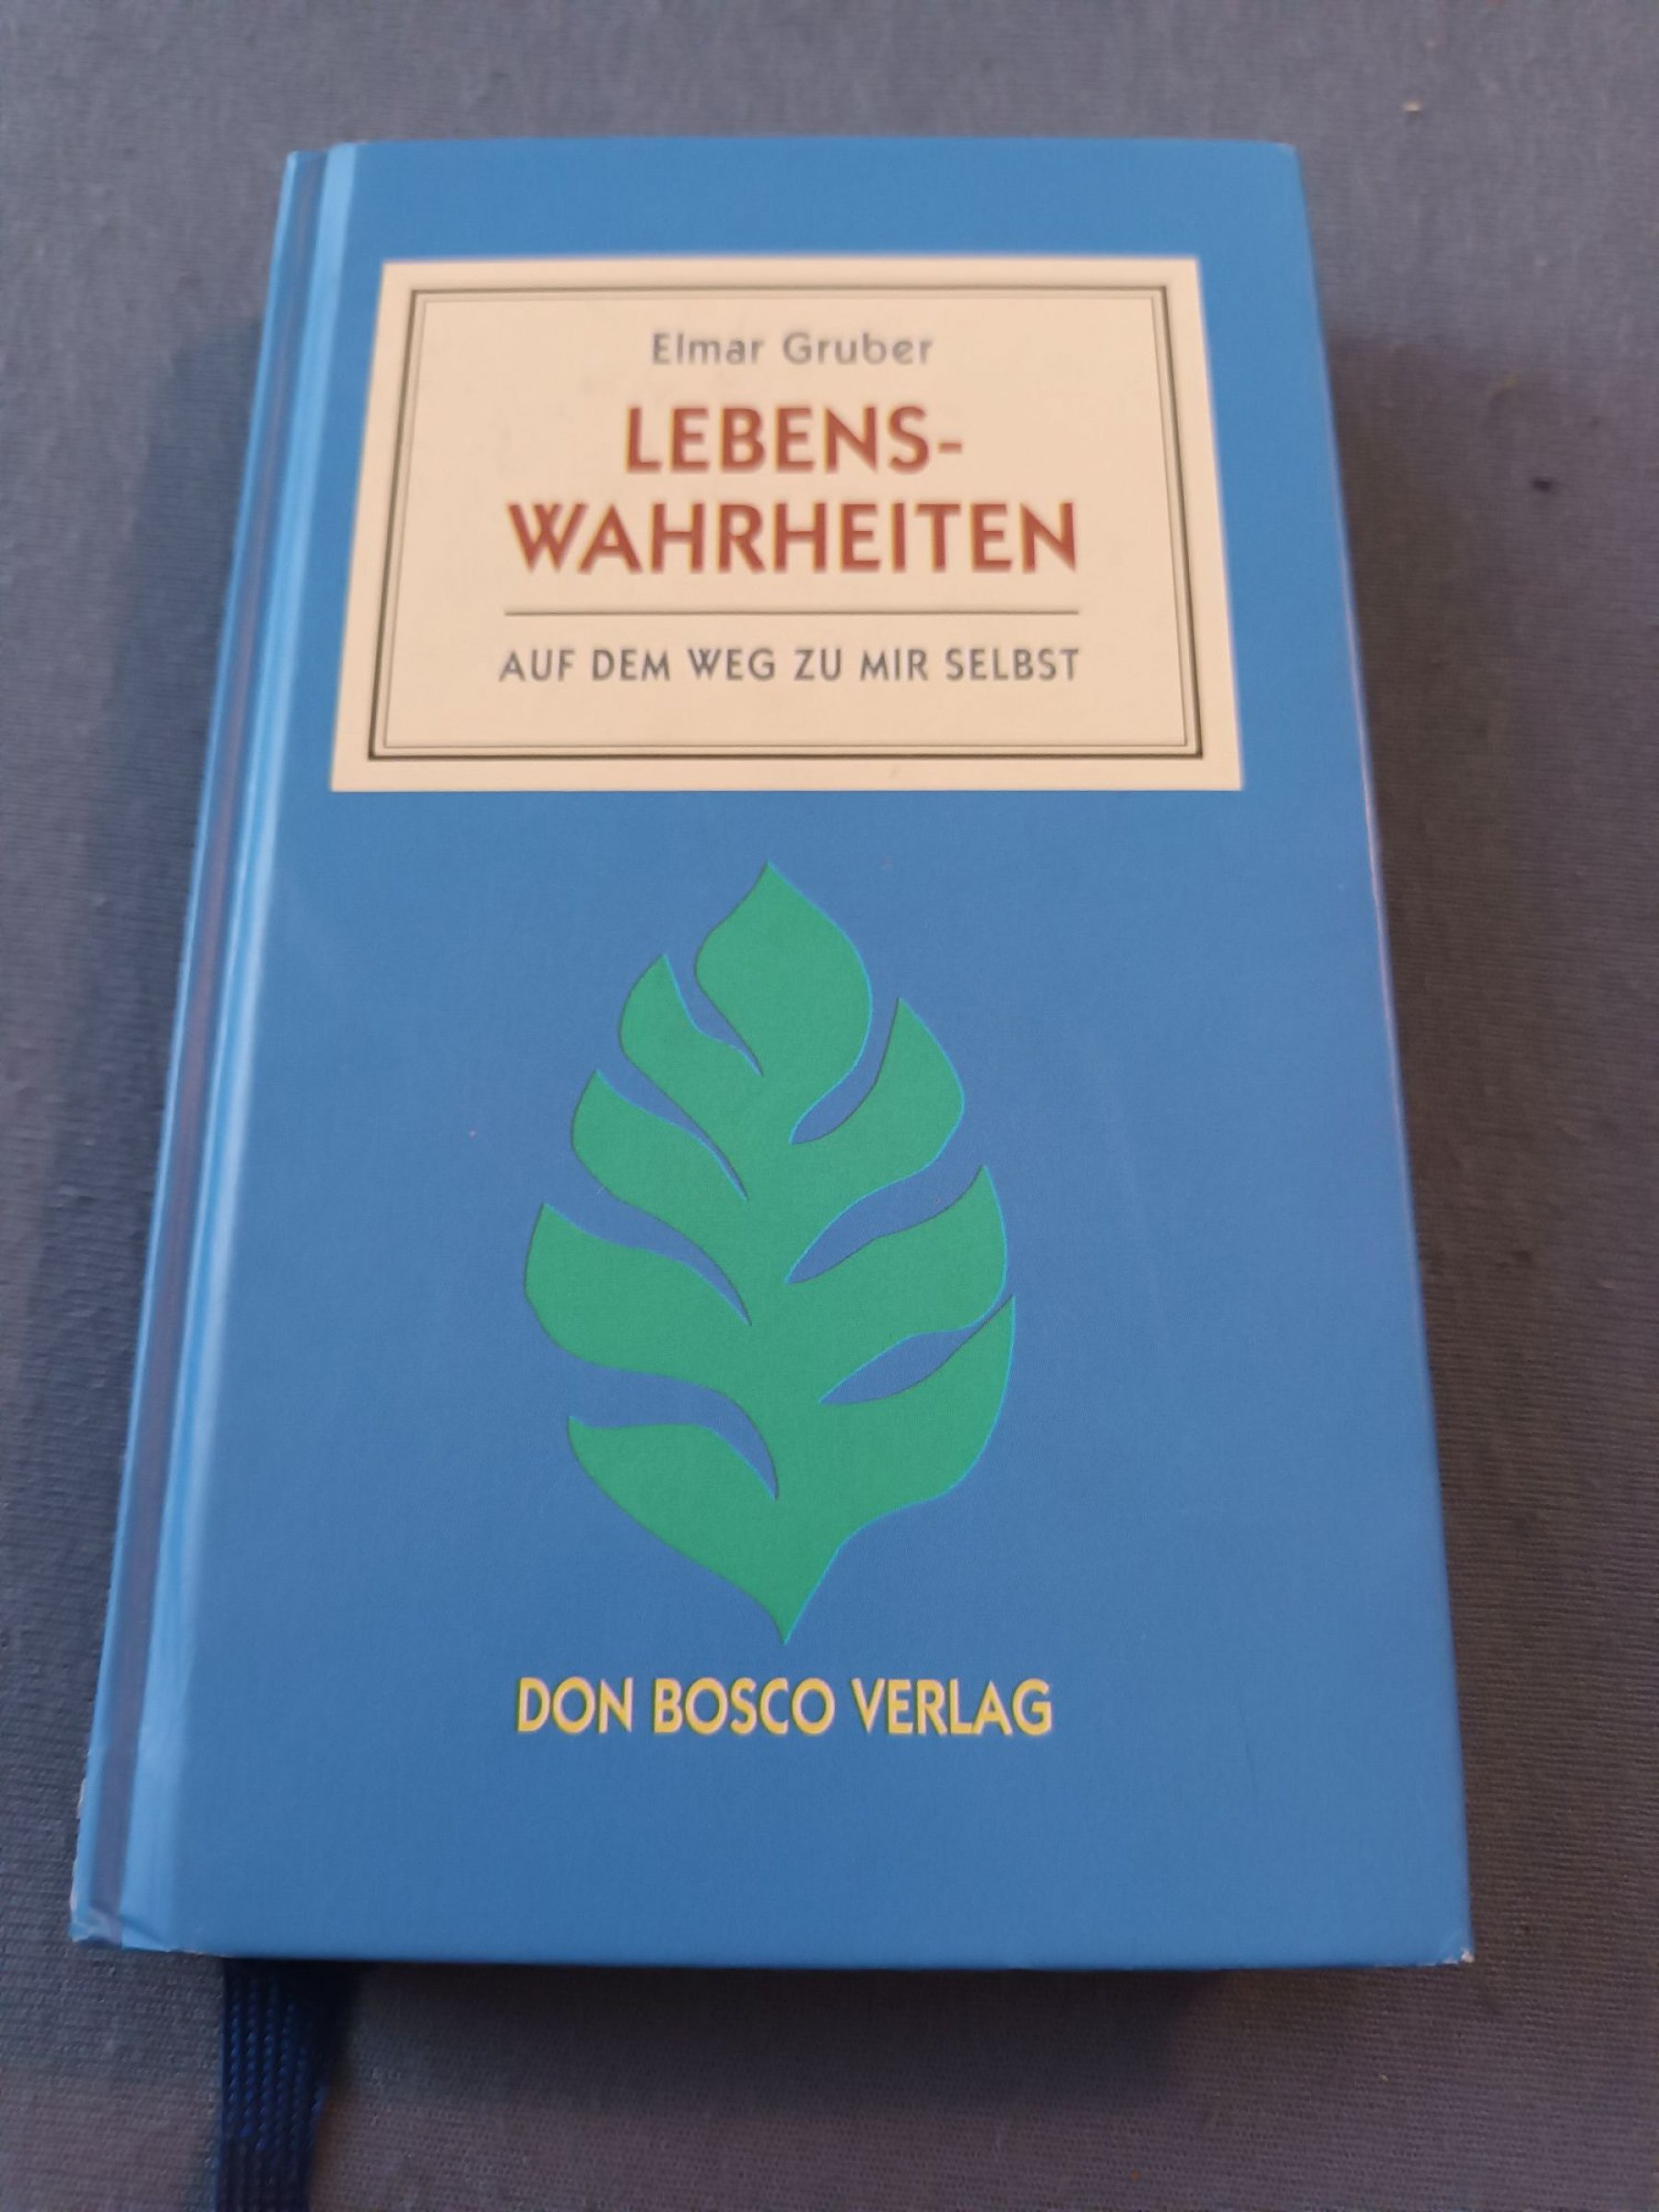 Elmar Gruber
LEBENS-
WAHRHEITEN
AUF DEM WEG ZU MIR SELBST
DON BOSCO VERLAG